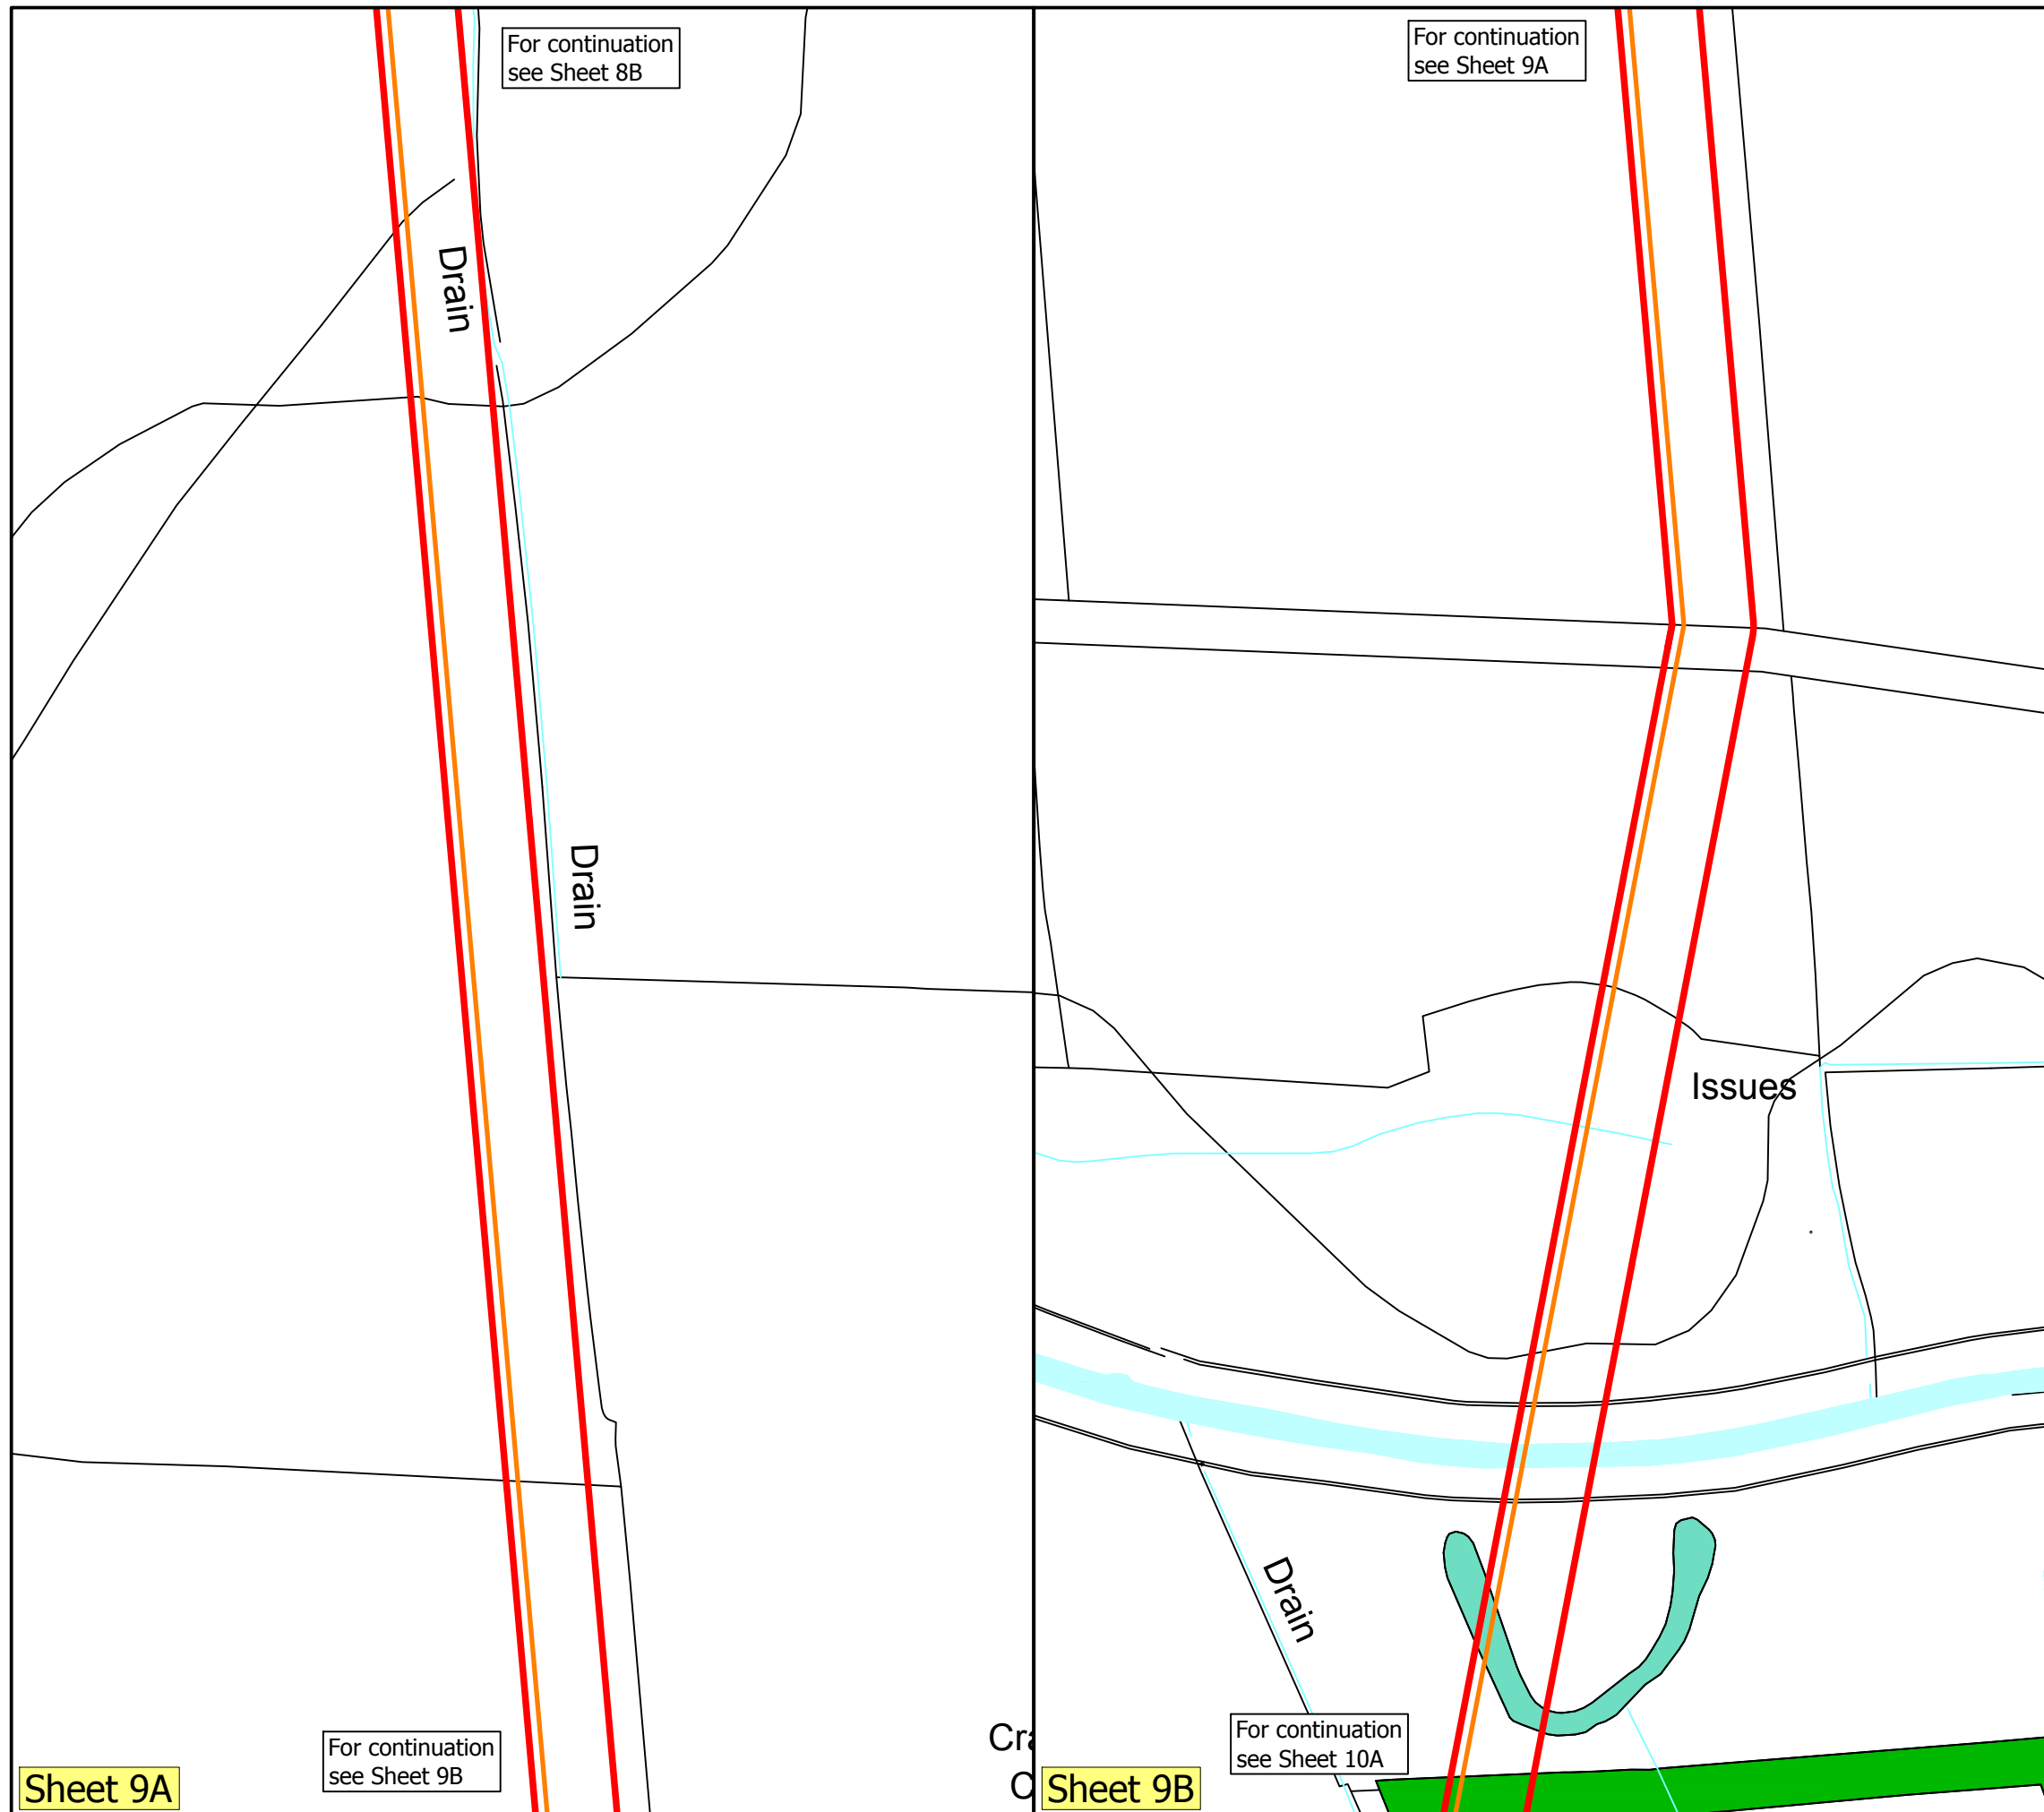 For continuation
see Sheet 8B
Drain
Drain
For continuation
see Sheet 9B
Sheet 9A
For continuation
see Sheet 9A
Issues
Drain
For continuation
see Sheet 10A
Sheet 9B